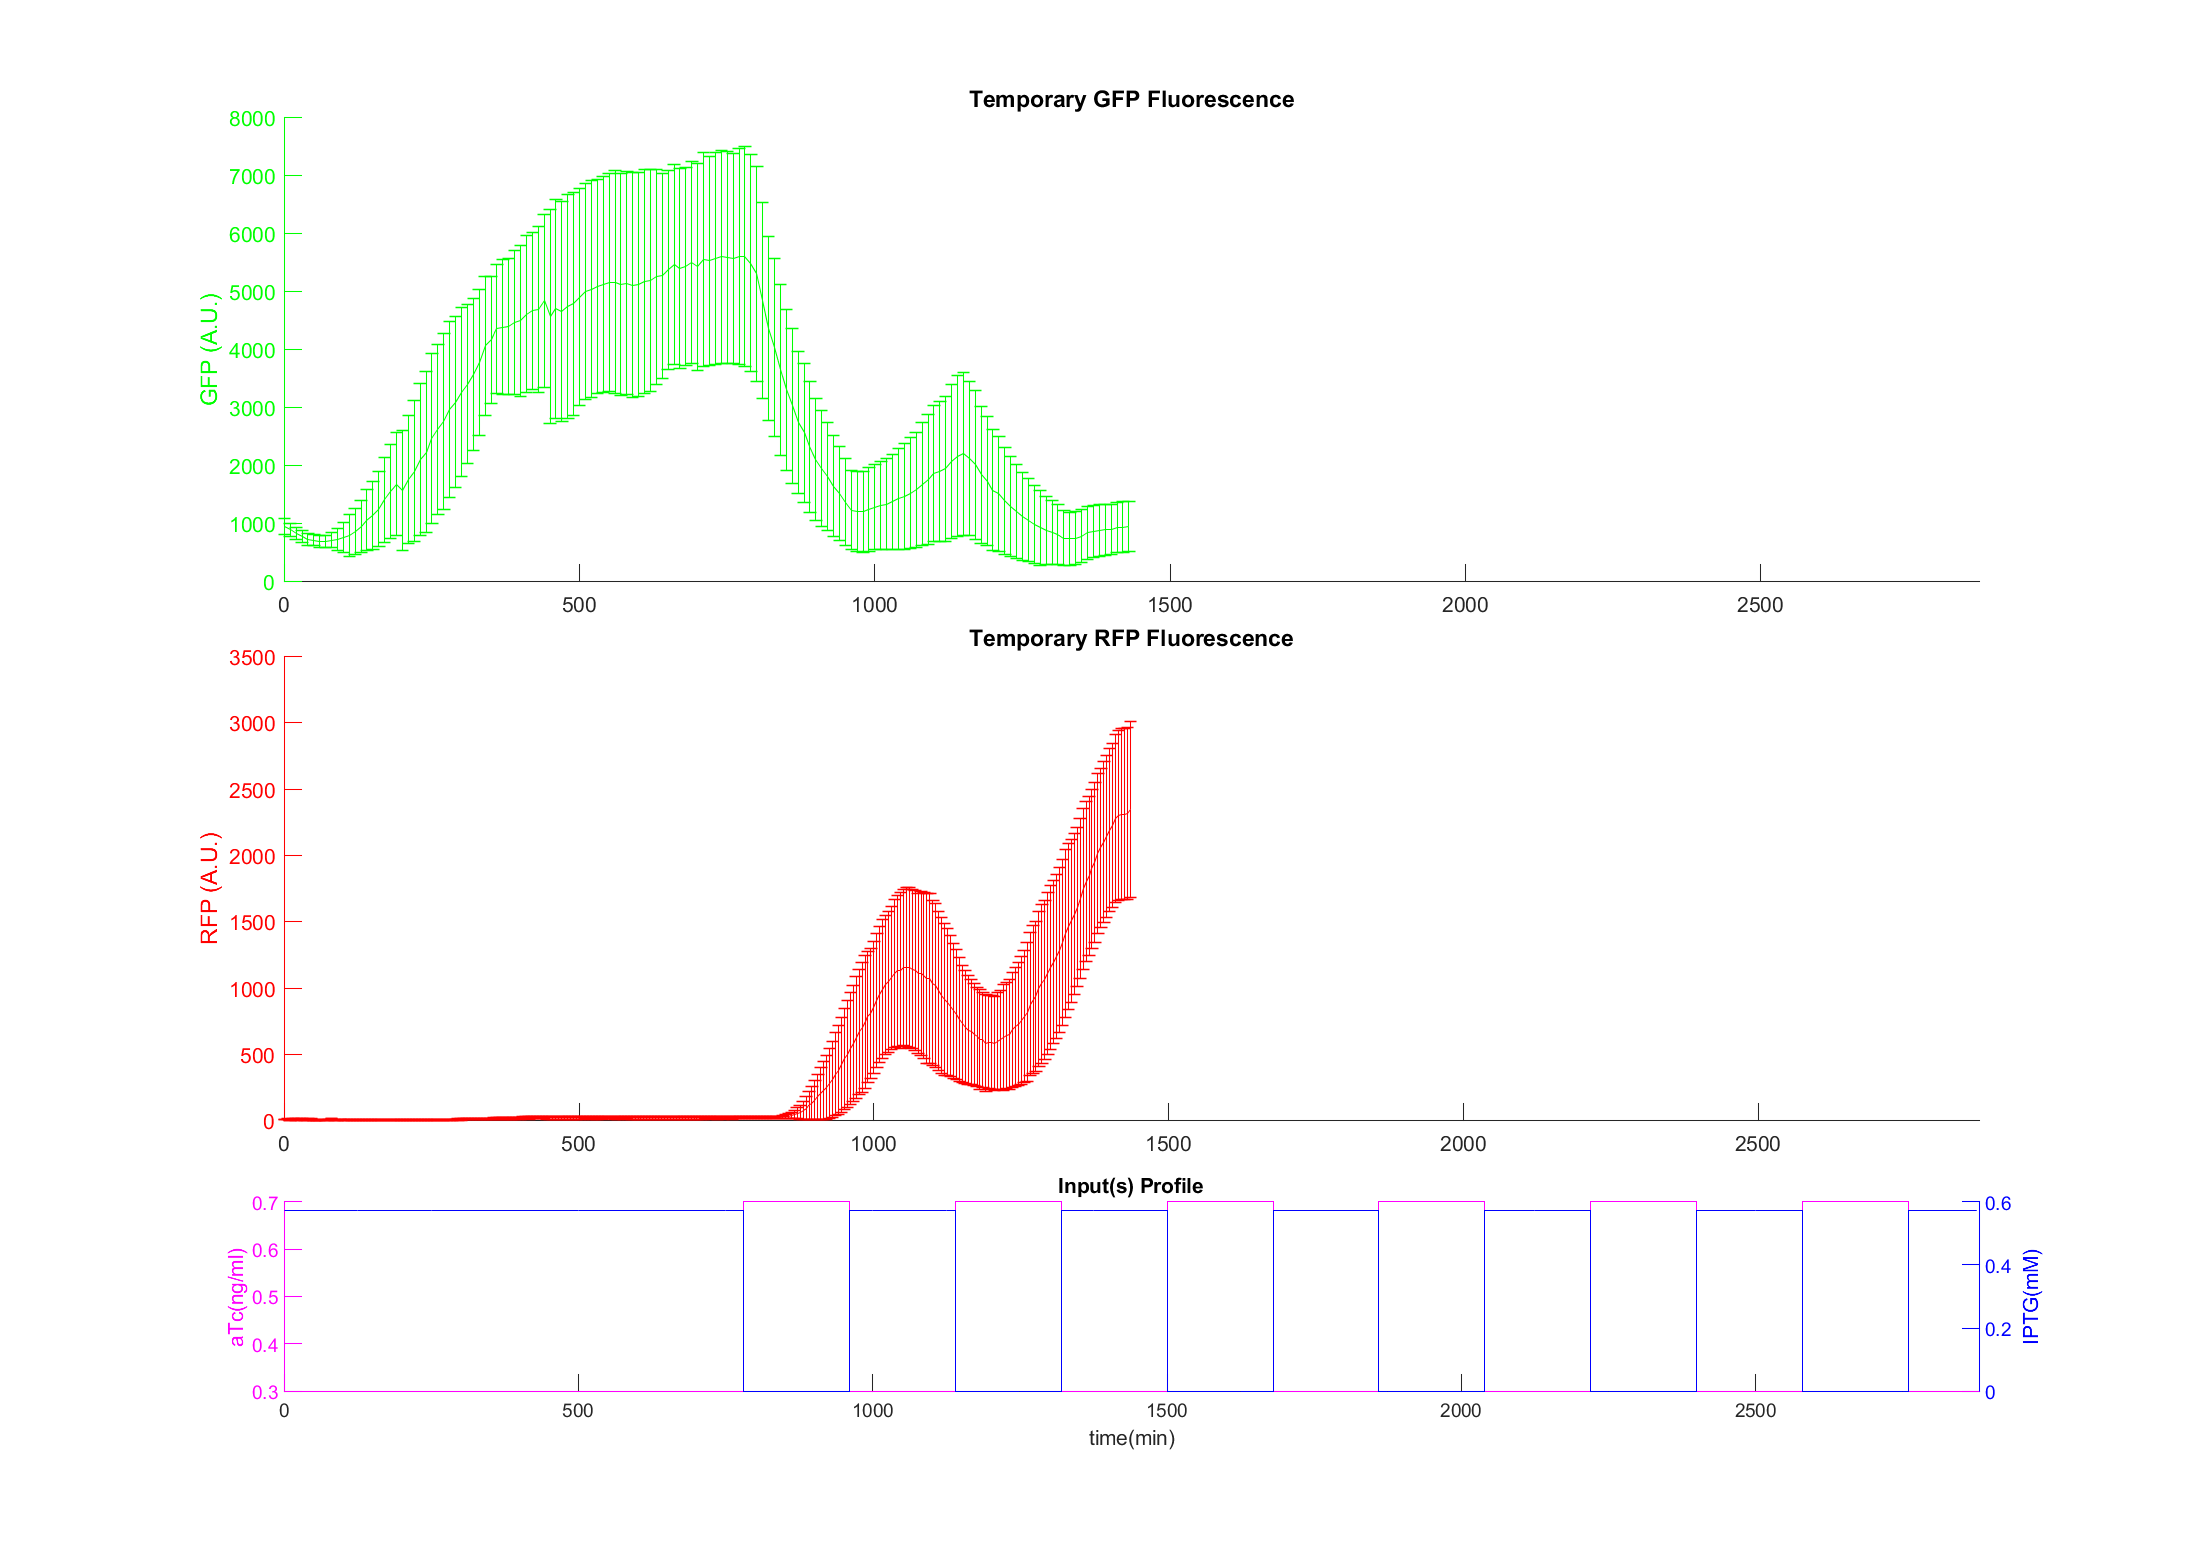 Temporary GFP Fluorescence
8000
7000
6000
5000
4000
3000
2000
1000
0
GFP (A.U.)
0 500 1000 1500 2000 2500
Temporary RFP Fluorescence
3500
3000
2500
2000
1500
1000
500
0
RFP (A.U.)
0 500 1000 1500 2000 2500
Input(s) Profile
0.7
0.6
0.5
0.4
0.3
aTc(ng/ml)
0.6
0.4
0.2
0
IPTG(mM)
0 500 1000 1500 2000 2500
time(min)